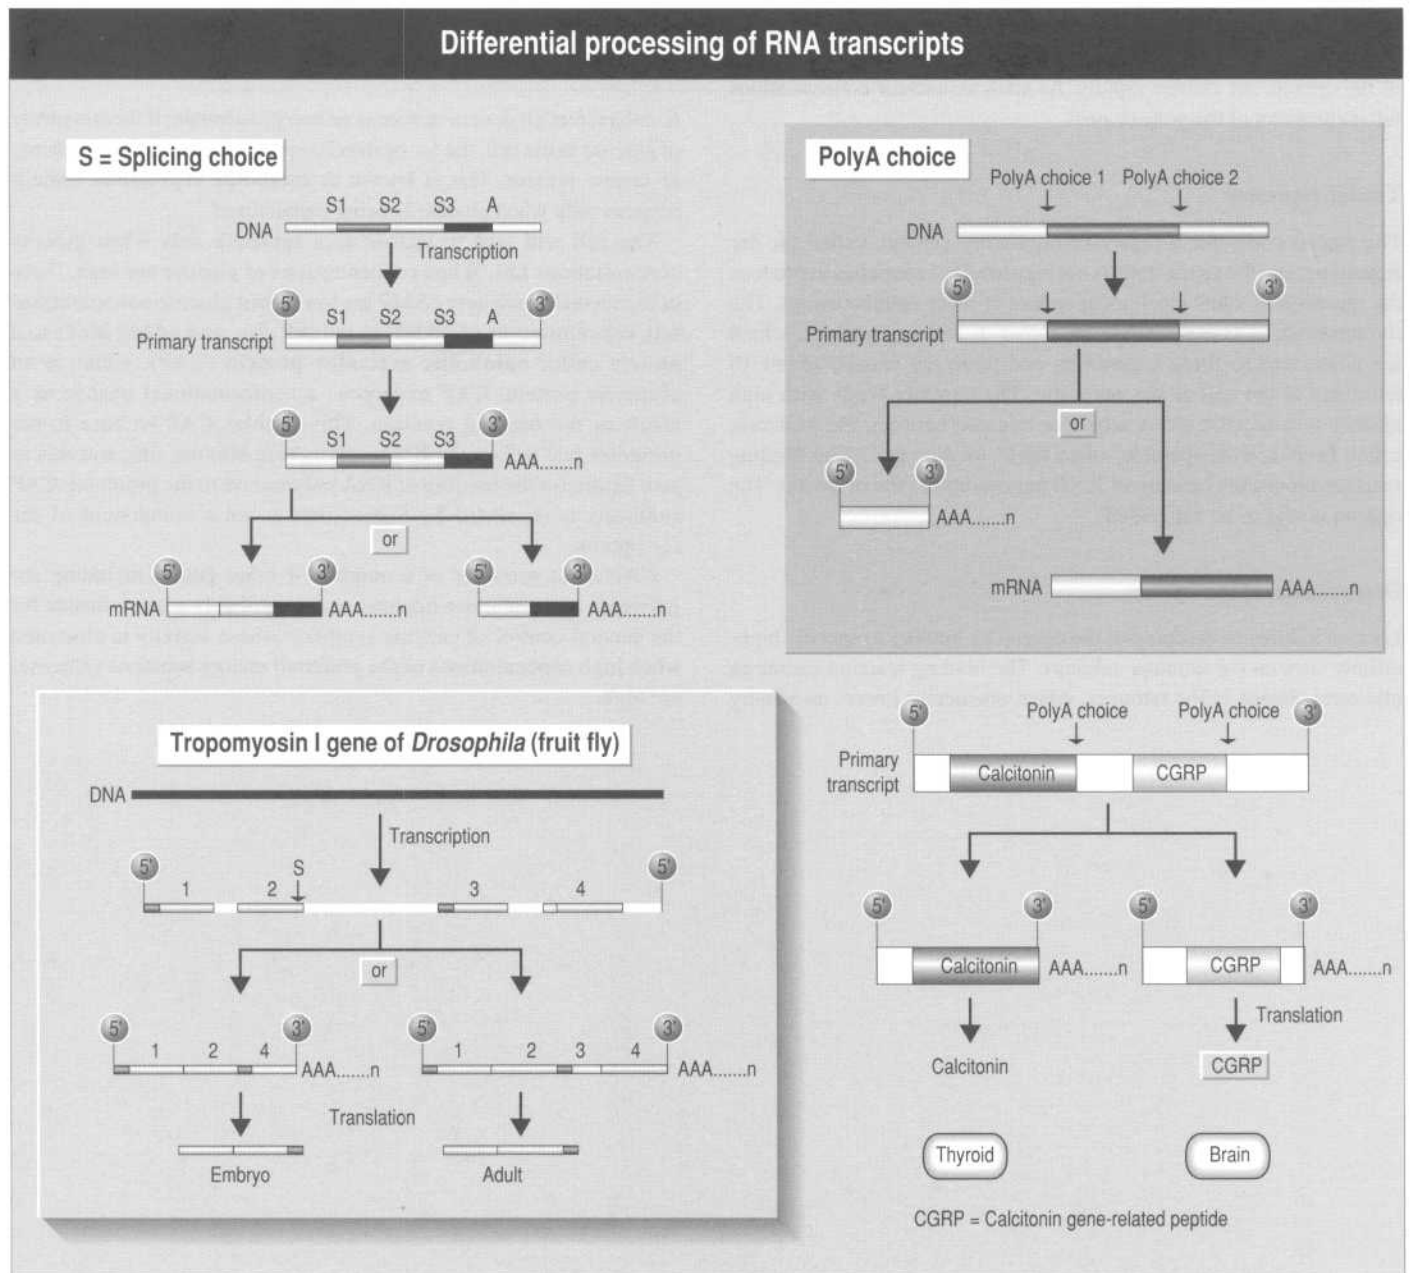 Differential processing of RNA transcripts
S = Splicing choice
S1 S2 S3 A
DNA
Transcription
5' 3'
S1 S2 S3 A
Primary transcript
5' 3'
S1 S2 S3
AAA.......n
or
5' 3' 5' 3'
mRNA AAA.......n AAA.......n
PolyA choice
PolyA choice 1 PolyA choice 2
DNA
5' 3'
Primary transcript
or
5' 3'
AAA.......n
mRNA AAA.......n
Tropomyosin I gene of Drosophila (fruit fly)
DNA
Transcription
5' 3'
S
1 2 3 4
or
5' 3' 5' 3'
1 2 4 1 2 3 4
AAA.......n AAA.......n
Translation
Embryo Adult
5' PolyA choice PolyA choice 3'
Primary
transcript
Calcitonin CGRP
5' 3' 5' 3'
Calcitonin AAA.......n CGRP AAA.......n
Translation
Calcitonin CGRP
Thyroid Brain
CGRP = Calcitonin gene-related peptide